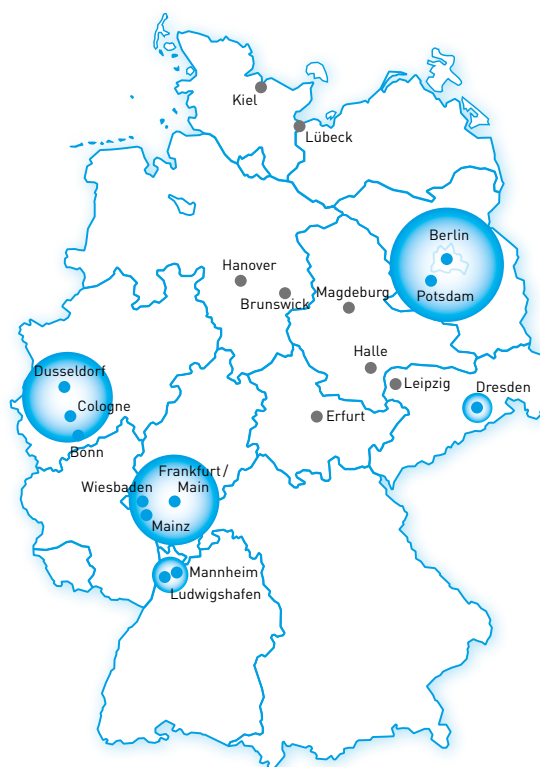 Kiel
Lübeck
Berlin
Hanover
Potsdam
Brunswick
Magdeburg
Halle
Dusseldorf
Leipzig
Dresden
Cologne
Erfurt
Bonn
Frankfurt/
Wiesbaden
Main
Mainz
Mannheim
Ludwigshafen